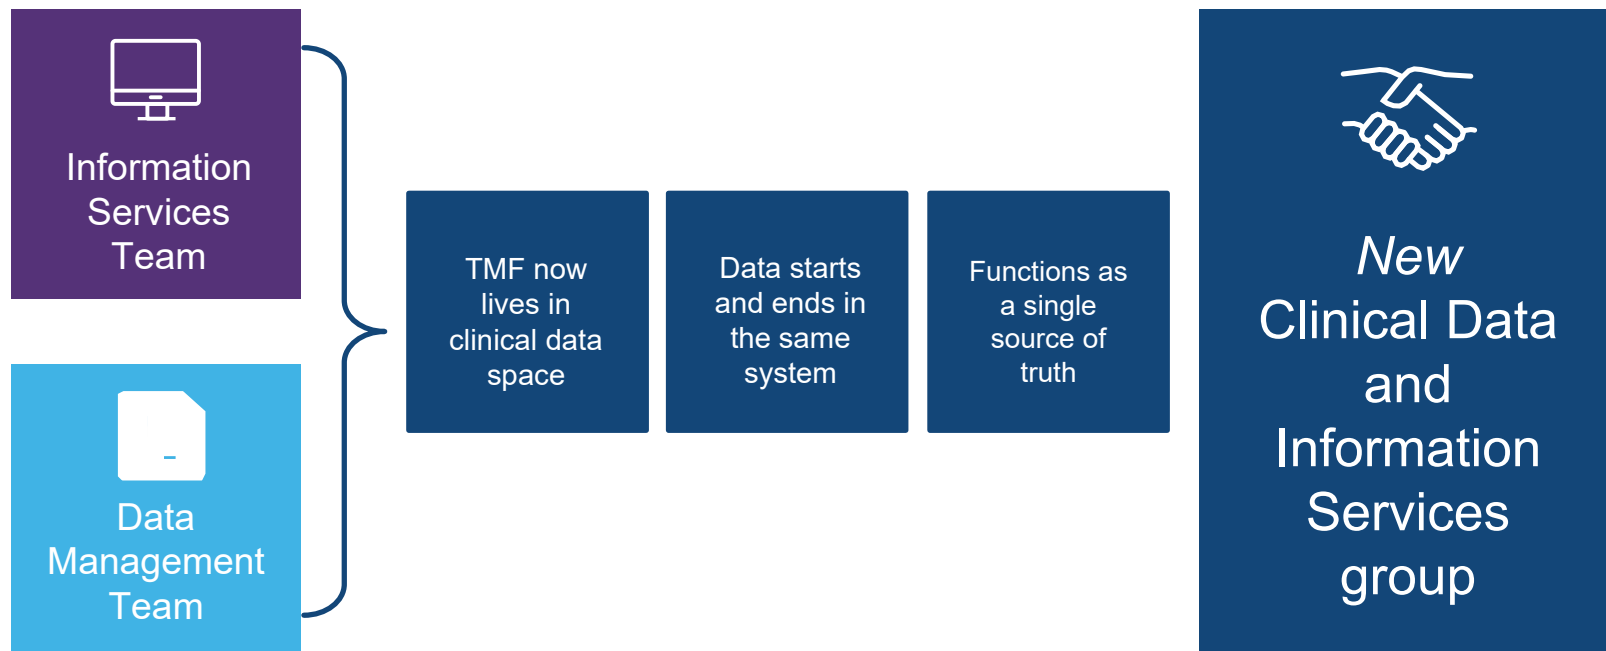 Information
Services
Team
Data
Management
Team
TMF now
lives in
clinical data
space
Data starts
and ends in
the same
system
Functions as
a single
source of
truth
New
Clinical Data
and
Information
Services
group